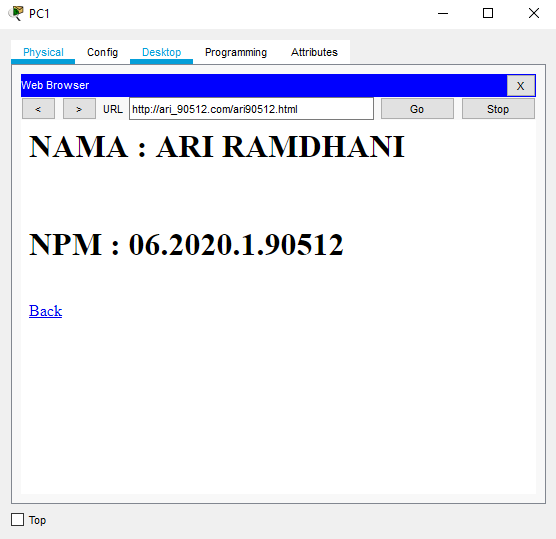 PC1
Physical Config Desktop Programming Attributes
Web Browser X
< > URL http://ari_90512.com/ari90512.html Go Stop
NAMA : ARI RAMDHANI
NPM : 06.2020.1.90512
Back
Top